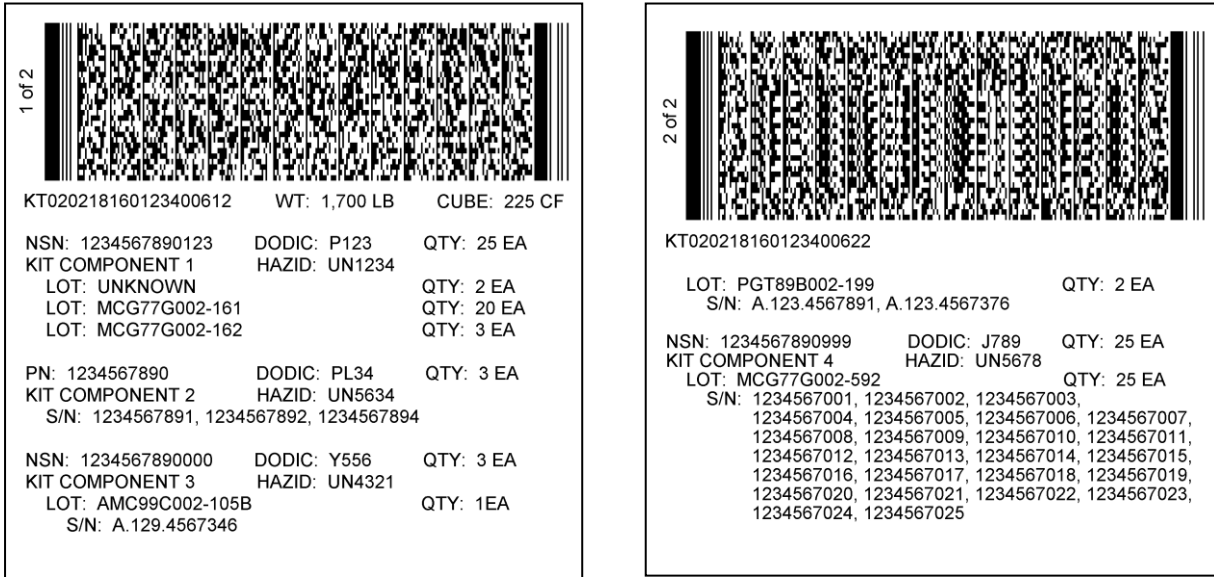 1 of 2
KT020218160123400612 WT: 1,700 LB CUBE: 225 CF
NSN: 1234567890123 DODIC: P123 QTY: 25 EA
KIT COMPONENT 1 HAZID: UN1234
LOT: UNKNOWN QTY: 2 EA
LOT: MCG77G002-161 QTY: 20 EA
LOT: MCG77G002-162 QTY: 3 EA
PN: 1234567890 DODIC: PL34 QTY: 3 EA
KIT COMPONENT 2 HAZID: UN5634
S/N: 1234567891, 1234567892, 1234567894
NSN: 1234567890000 DODIC: Y556 QTY: 3 EA
KIT COMPONENT 3 HAZID: UN4321
LOT: AMC99C002-105B QTY: 1EA
S/N: A.129.4567346
2 of 2
KT020218160123400622
LOT: PGT89B002-199 QTY: 2 EA
S/N: A.123.4567891, A.123.4567376
NSN: 1234567890999 DODIC: J789 QTY: 25 EA
KIT COMPONENT 4 HAZID: UN5678
LOT: MCG77G002-592 QTY: 25 EA
S/N: 1234567001, 1234567002, 1234567003,
1234567004, 1234567005, 1234567006, 1234567007,
1234567008, 1234567009, 1234567010, 1234567011,
1234567012, 1234567013, 1234567014, 1234567015,
1234567016, 1234567017, 1234567018, 1234567019,
1234567020, 1234567021, 1234567022, 1234567023,
1234567024, 1234567025